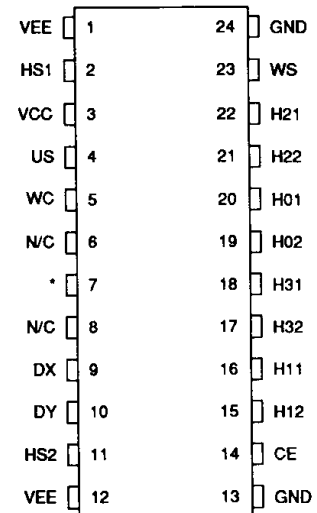 VEE 1 24 GND
HS1 2 23 WS
VCC 3 22 H21
US 4 21 H22
WC 5 20 H01
N/C 6 19 H02
* 7 18 H31
N/C 8 17 H32
DX 9 16 H11
DY 10 15 H12
HS2 11 14 CE
VEE 12 13 GND